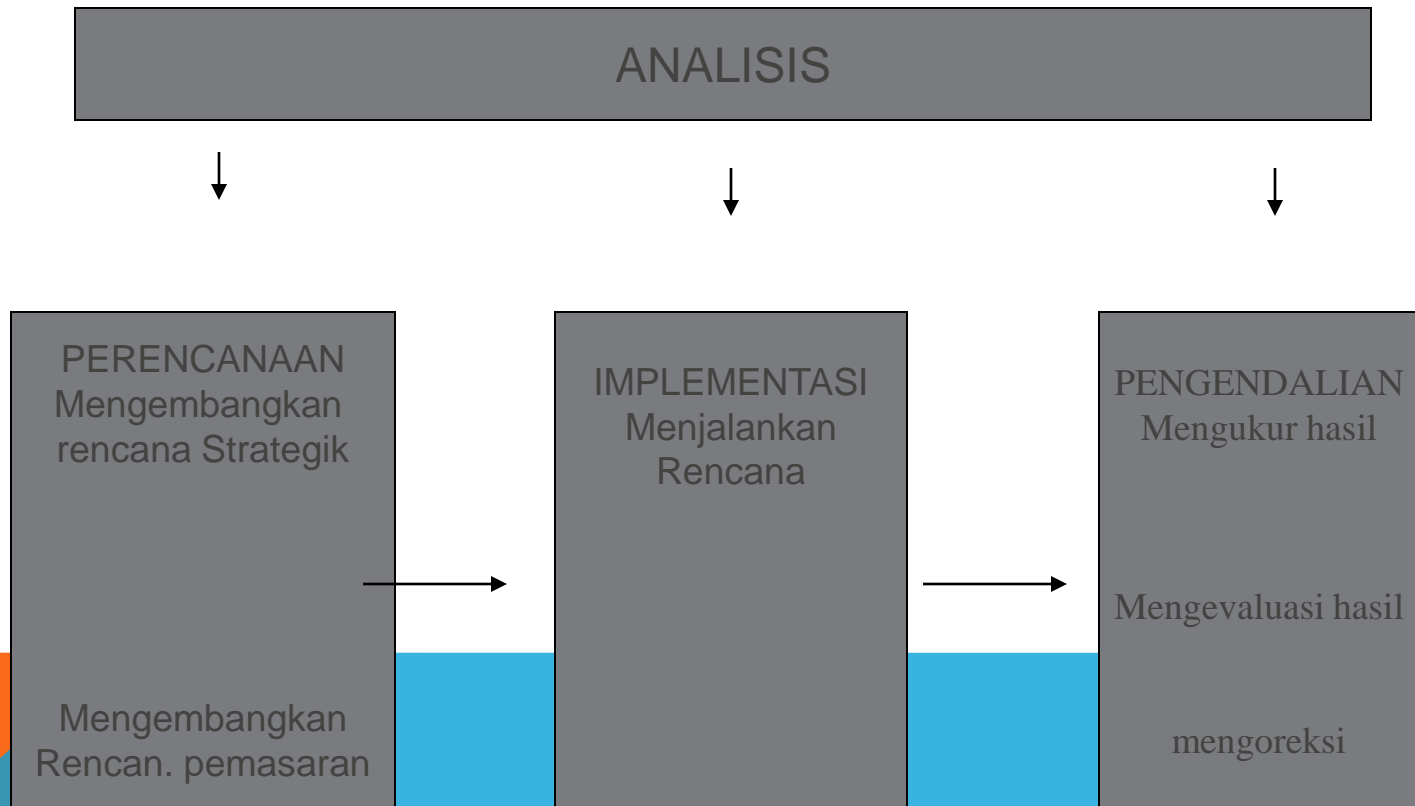 ANALISIS
PERENCANAAN
Mengembangkan
rencana Strategik
Mengembangkan
Rencan. pemasaran
IMPLEMENTASI
Menjalankan
Rencana
PENGENDALIAN
Mengukur hasil
Mengevaluasi hasil
mengoreksi